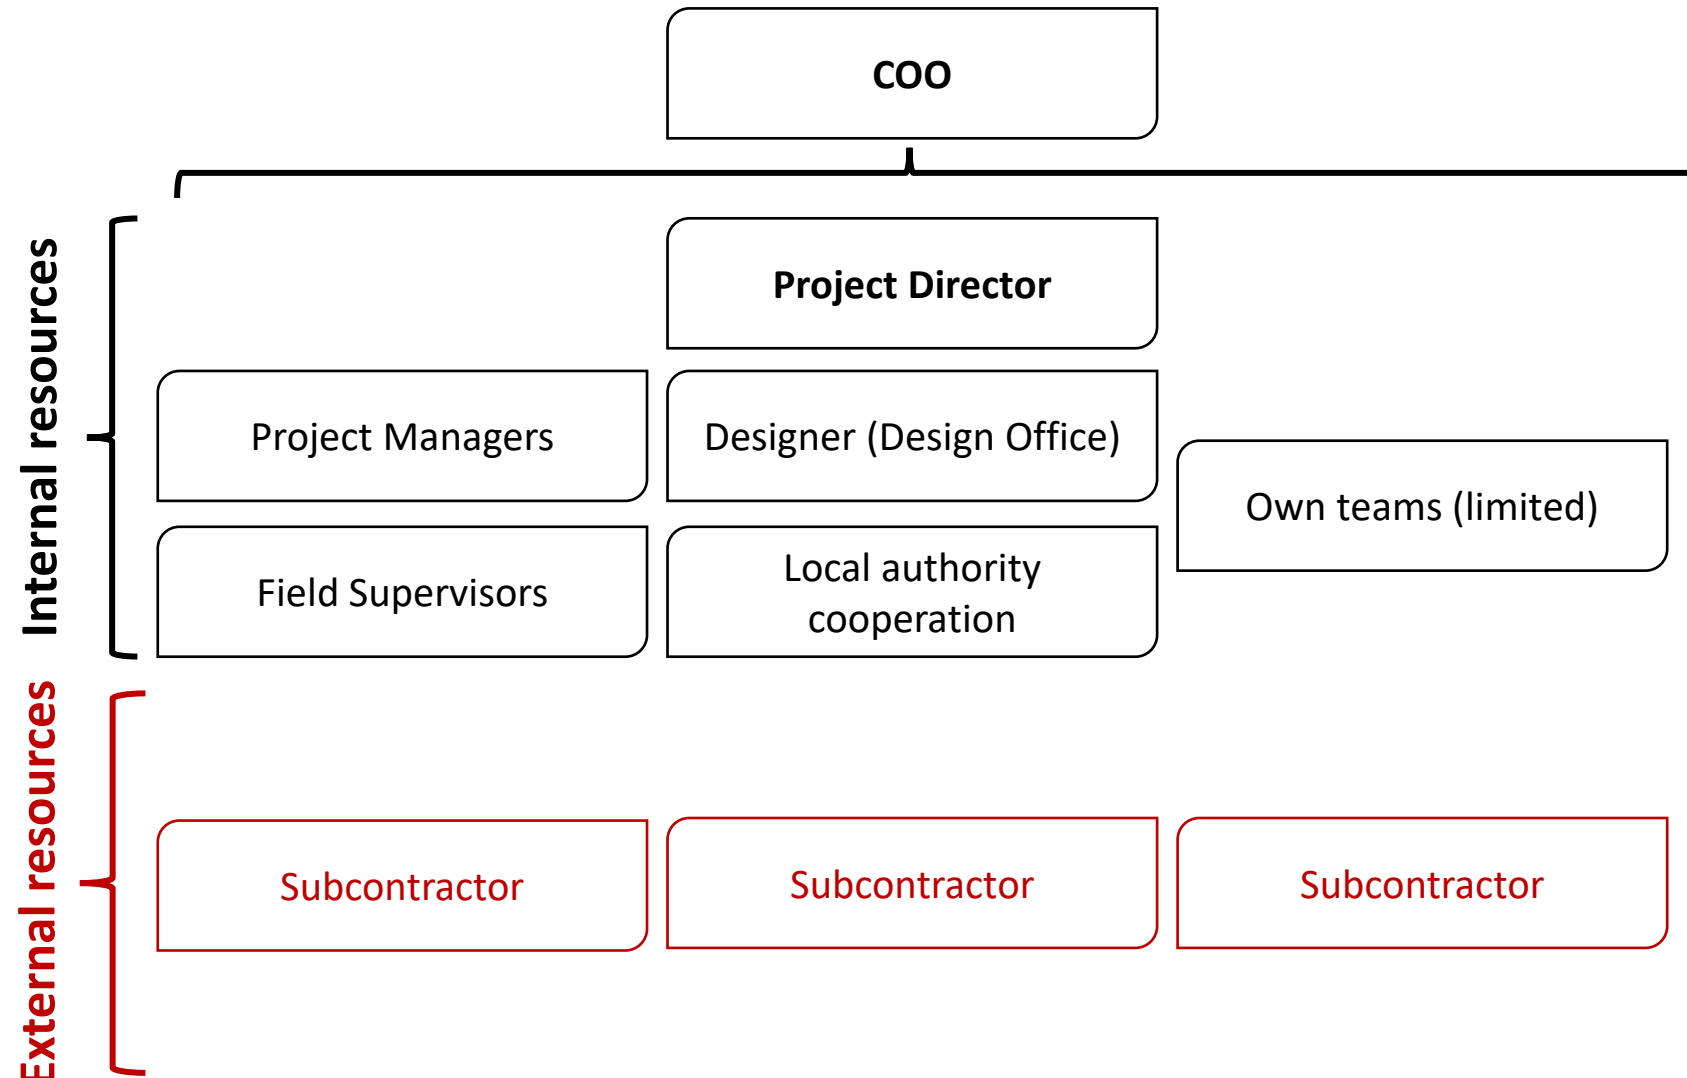 COO
Internal resources
Project Director
Project Managers
Designer (Design Office)
Own teams (limited)
Field Supervisors
Local authority
cooperation
External resources
Subcontractor
Subcontractor
Subcontractor